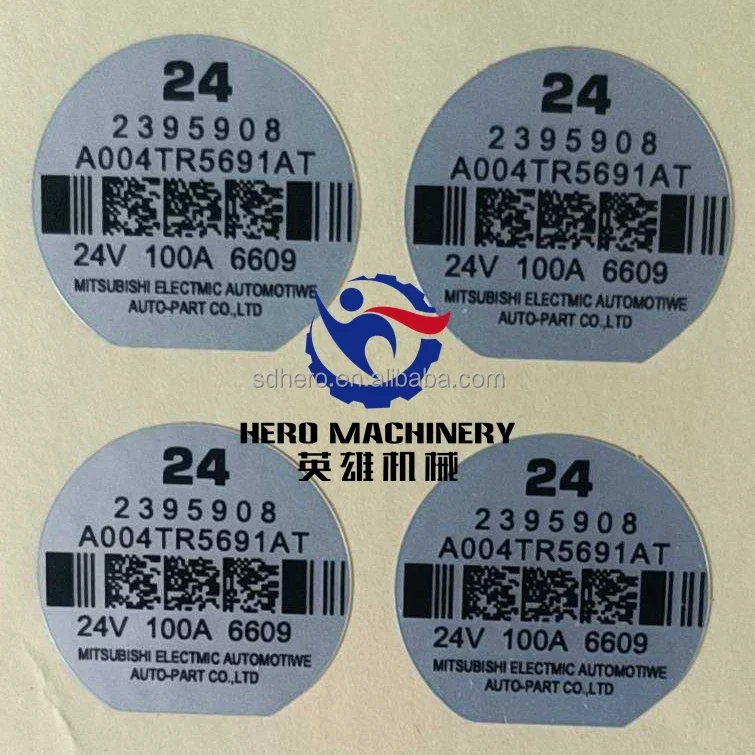 24
2395908
A004TR5691AT
24V 100A 6609
MITSUBISHI ELECTMIC AUTOMOTIWE
AUTO-PART CO.,LTD
24
2395908
A004TR5691AT
24V 100A 6609
MITSUBISHI ELECTMIC AUTOMOTIWE
AUTO-PART CO.,LTD
sdhero.en.alibaba.com
HERO MACHINERY
英雄机械
24
2395908
A004TR5691AT
24V 100A 6609
MITSUBISHI ELECTMIC AUTOMOTIWE
AUTO-PART CO.,LTD
24
2395908
A004TR5691AT
24V 100A 6609
MITSUBISHI ELECTMIC AUTOMOTIWE
AUTO-PART CO.,LTD